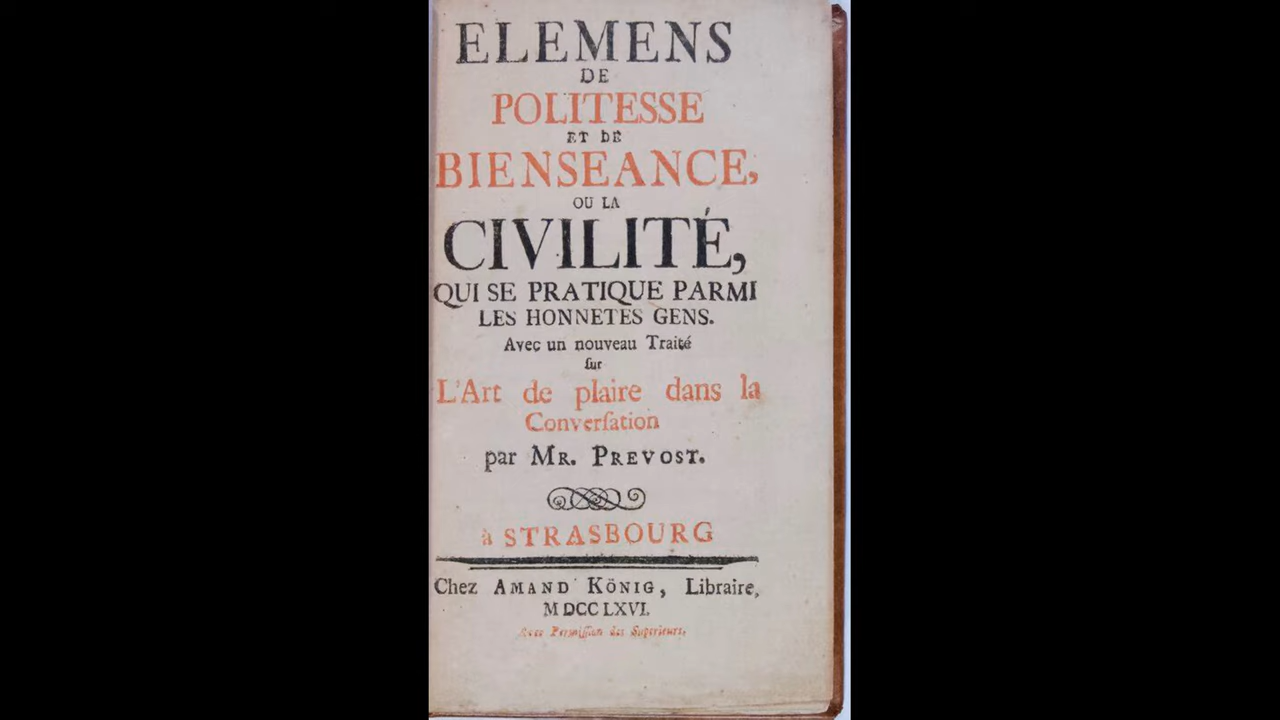 ELEMENS
DE
POLITESSE
ET DE
BIENSEANCE,
OU LA
CIVILITÉ,
QUI SE PRATIQUE PARMI
LES HONNETES GENS.
Avec un nouveau Traité
ſur
L'Art de plaire dans la
Converſation
par MR. PREVOST.
à STRASBOURG
Chez AMAND KÖNIG, Libraire,
MDCCLXVI.
Avec Permiſſion des Superieurs.